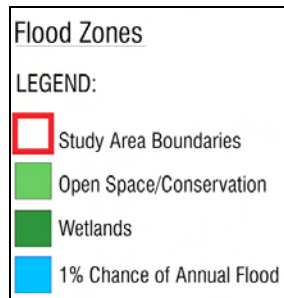 Flood Zones
LEGEND:
Study Area Boundaries
Open Space/Conservation
Wetlands
1% Chance of Annual Flood